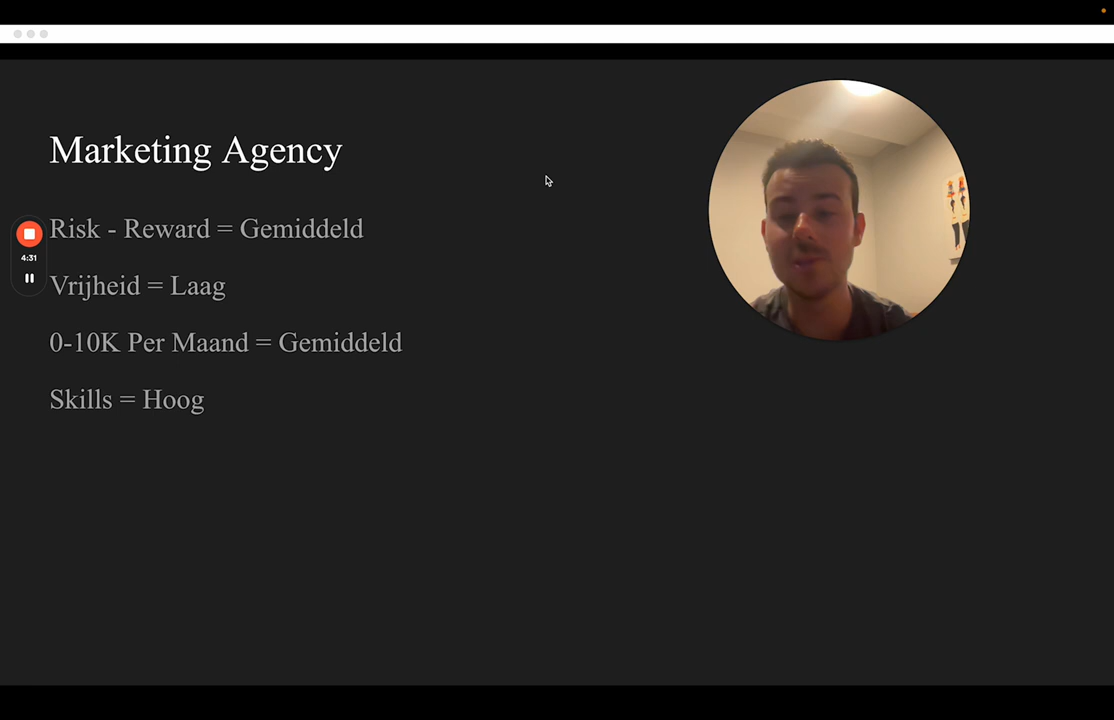 Marketing Agency
Risk - Reward = Gemiddeld
4:31
Vrijheid = Laag
0-10K Per Maand = Gemiddeld
Skills = Hoog